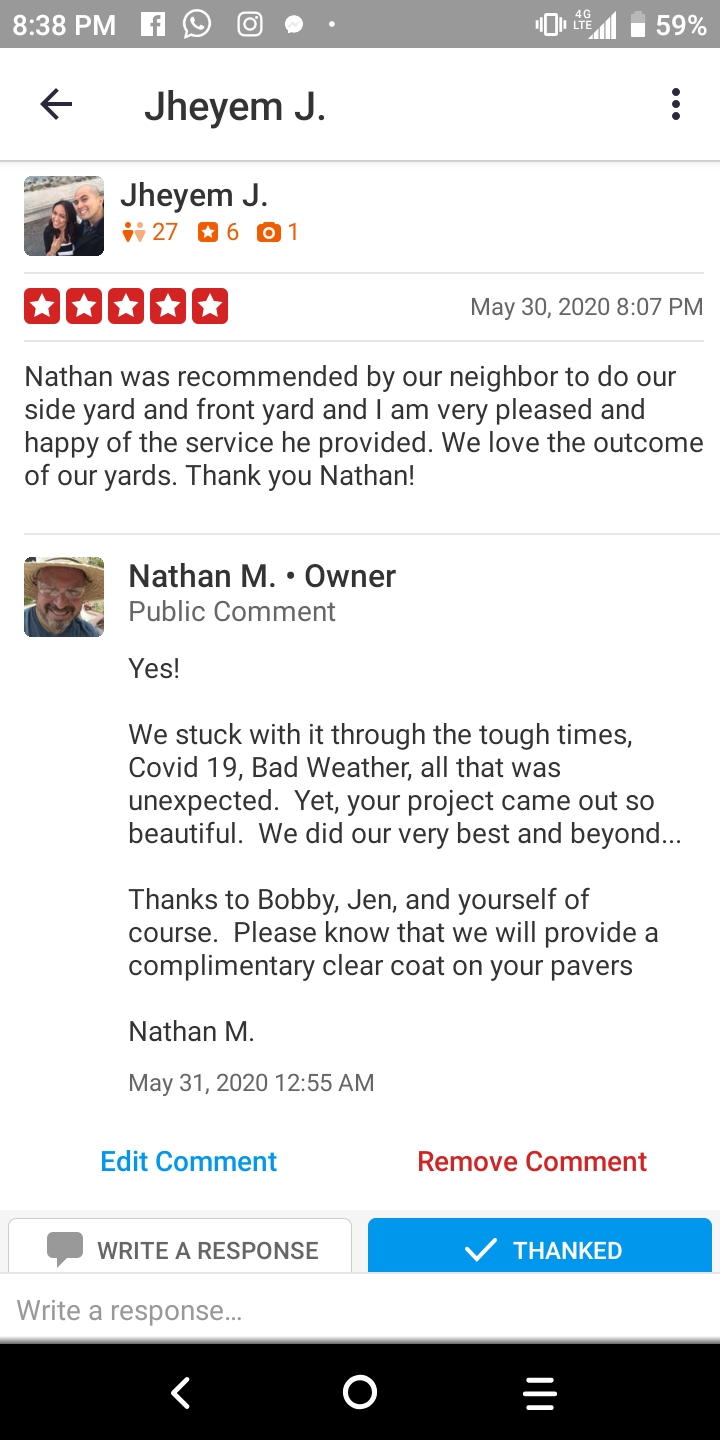 8:38 PM 4G LTE 59%
Jheyem J.
Jheyem J.
27 6 1
May 30, 2020 8:07 PM
Nathan was recommended by our neighbor to do our
side yard and front yard and I am very pleased and
happy of the service he provided. We love the outcome
of our yards. Thank you Nathan!
Nathan M. • Owner
Public Comment
Yes!
We stuck with it through the tough times,
Covid 19, Bad Weather, all that was
unexpected.  Yet, your project came out so
beautiful.  We did our very best and beyond...
Thanks to Bobby, Jen, and yourself of
course.  Please know that we will provide a
complimentary clear coat on your pavers
Nathan M.
May 31, 2020 12:55 AM
Edit Comment Remove Comment
WRITE A RESPONSE THANKED
Write a response...